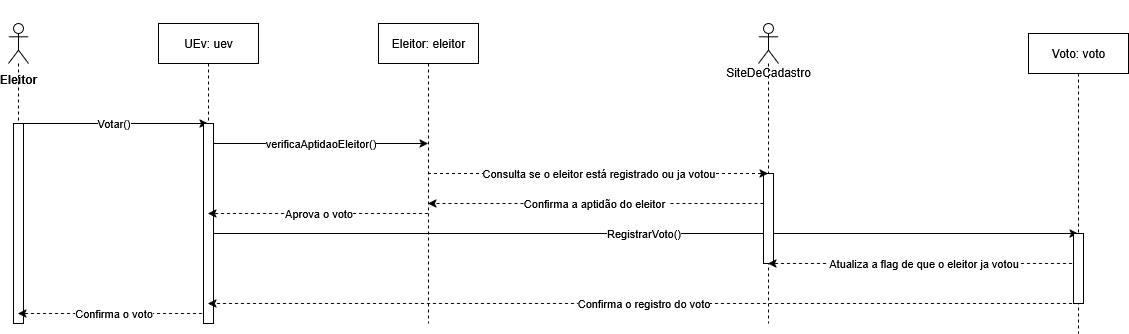 UEv: uev
Eleitor: eleitor
Voto: voto
Eleitor
SiteDeCadastro
Votar()
verificaAptidaoEleitor()
Consulta se o eleitor está registrado ou ja votou
Confirma a aptidão do eleitor
Aprova o voto
RegistrarVoto()
Atualiza a flag de que o eleitor ja votou
Confirma o registro do voto
Confirma o voto